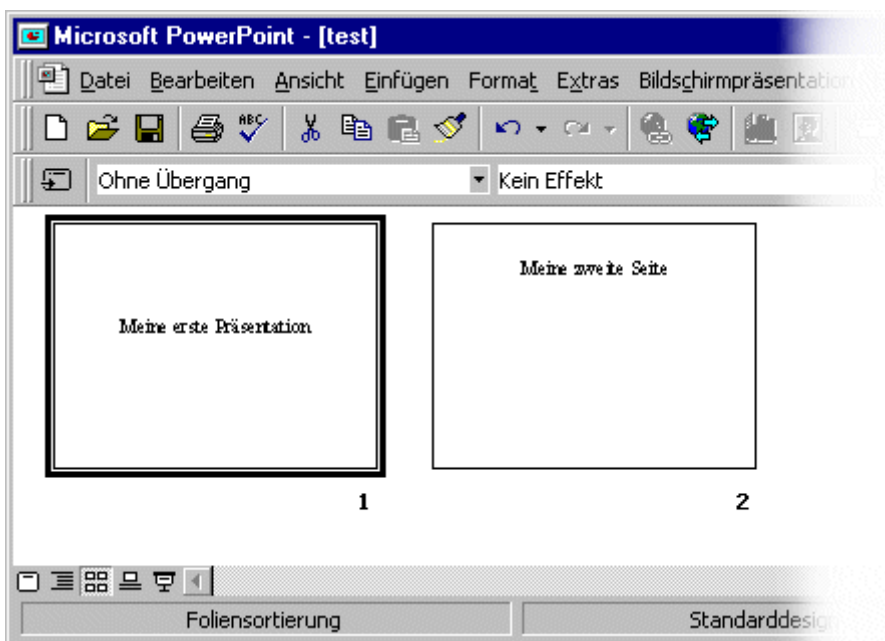 Microsoft PowerPoint - [test]
Datei Bearbeiten Ansicht Einfügen Format Extras Bildschirmpräsentation
ABC
Ohne Übergang Kein Effekt
Meine zweite Seite
Meine erste Präsentation
1 2
Foliensortierung Standarddesign